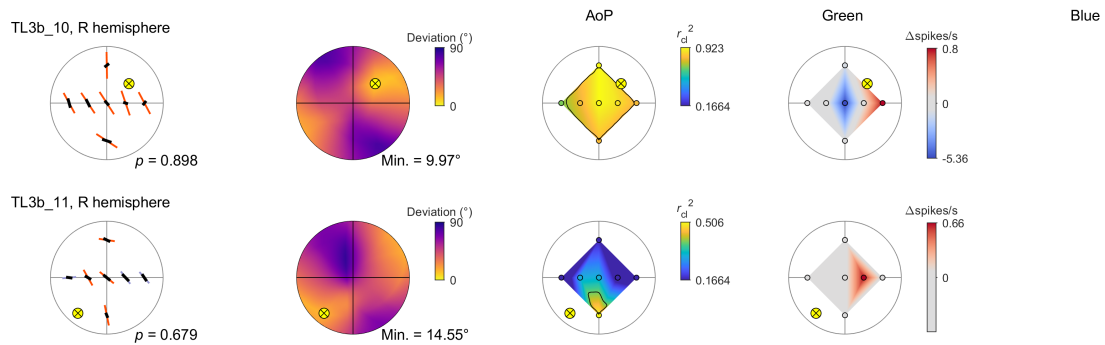 AoP Green Blue
TL3b_10, R hemisphere
Deviation (°)
90
0
Min. = 9.97°
p = 0.898
r_cl^2
0.923
0.1664
Δspikes/s
0.8
0
-5.36
TL3b_11, R hemisphere
Deviation (°)
90
0
Min. = 14.55°
p = 0.679
r_cl^2
0.506
0.1664
Δspikes/s
0.66
0